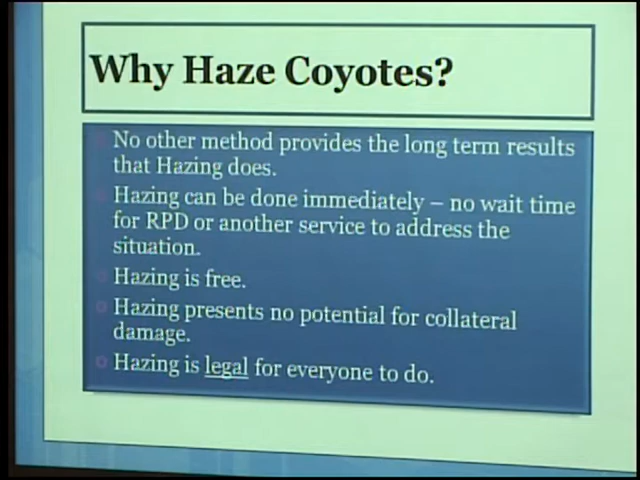 Why Haze Coyotes?
No other method provides the long term results
that Hazing does.
Hazing can be done immediately – no wait time
for RPD or another service to address the
situation.
Hazing is free.
Hazing presents no potential for collateral
damage.
Hazing is legal for everyone to do.